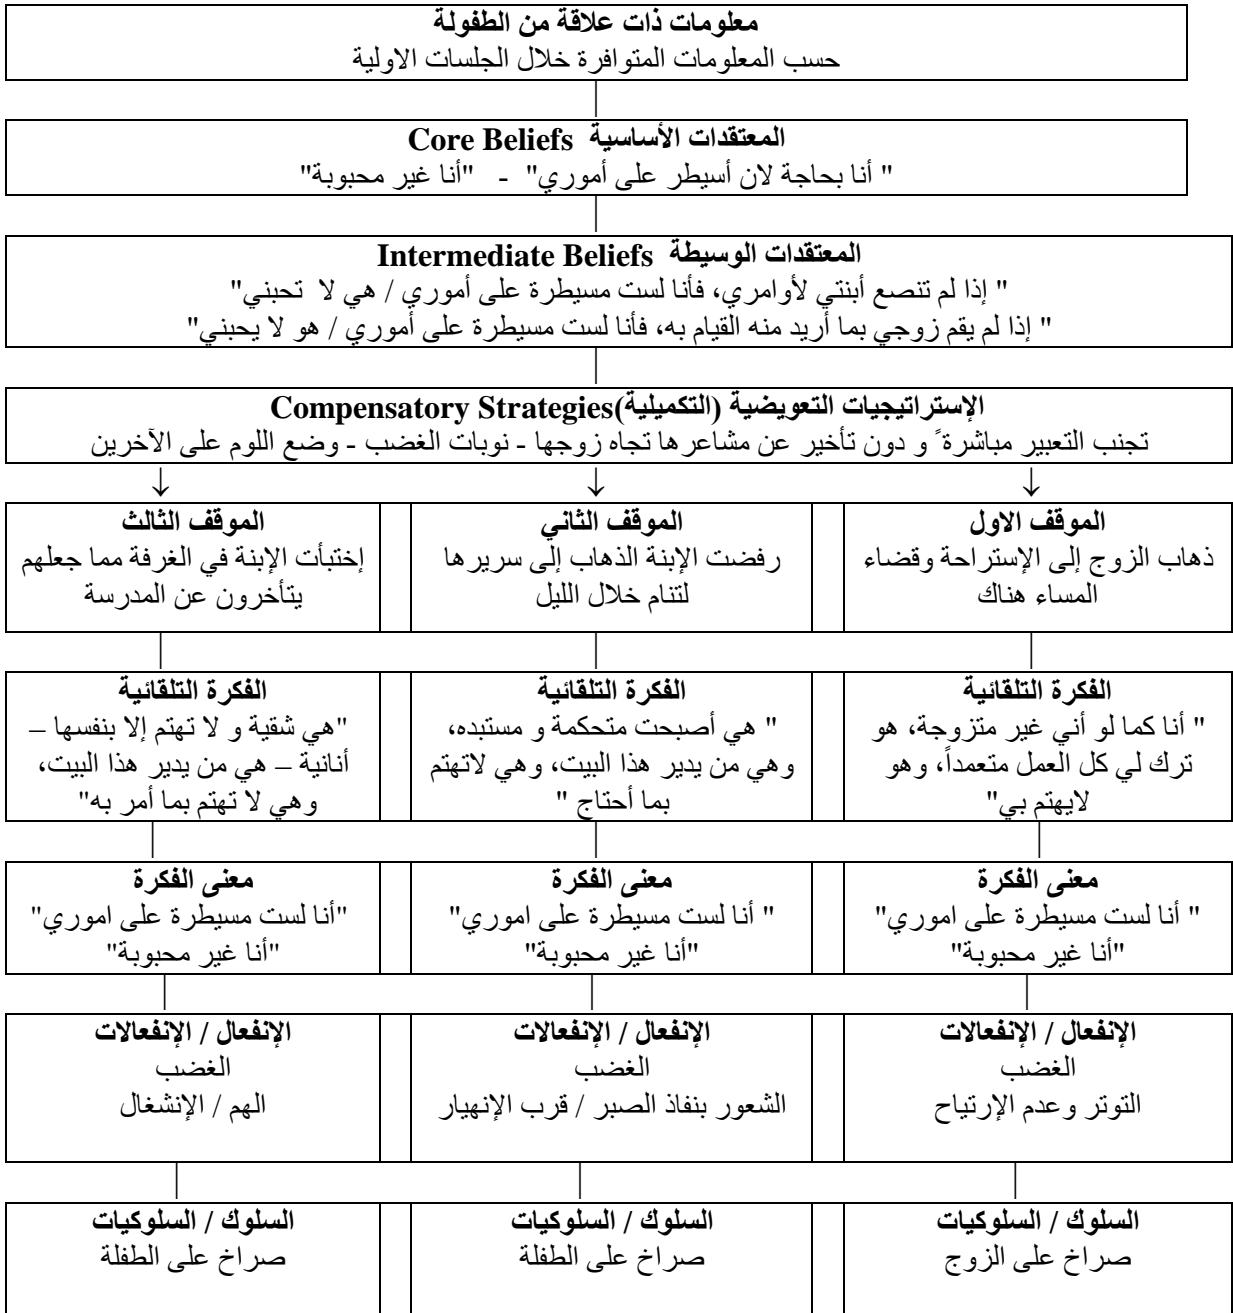 معلومات ذات علاقة من الطفولة
حسب المعلومات المتوافرة خلال الجلسات الاولية
المعتقدات الأساسية Core Beliefs
" أنا بحاجة لان أسيطر على أموري" - "أنا غير محبوبة"
المعتقدات الوسيطة Intermediate Beliefs
" إذا لم تنصع أبنتي لأوامري، فأنا لست مسيطرة على أموري / هي لا تحبني"
" إذا لم يقم زوجي بما أريد منه القيام به، فأنا لست مسيطرة على أموري / هو لا يحبني"
الإستراتيجيات التعويضية (التكميلية)Compensatory Strategies
تجنب التعبير مباشرة ً و دون تأخير عن مشاعرها تجاه زوجها - نوبات الغضب - وضع اللوم على الآخرين
الموقف الاول
ذهاب الزوج إلى الإستراحة وقضاء
المساء هناك
الموقف الثاني
رفضت الإبنة الذهاب إلى سريرها
لتنام خلال الليل
الموقف الثالث
إختبأت الإبنة في الغرفة مما جعلهم
يتأخرون عن المدرسة
الفكرة التلقائية
" أنا كما لو أني غير متزوجة، هو
ترك لي كل العمل متعمداً، وهو
لايهتم بي"
الفكرة التلقائية
" هي أصبحت متحكمة و مستبده،
وهي من يدير هذا البيت، وهي لاتهتم
بما أحتاج "
الفكرة التلقائية
"هي شقية و لا تهتم إلا بنفسها –
أنانية – هي من يدير هذا البيت،
وهي لا تهتم بما أمر به"
معنى الفكرة
" أنا لست مسيطرة على اموري"
"أنا غير محبوبة"
معنى الفكرة
" أنا لست مسيطرة على اموري"
"أنا غير محبوبة"
معنى الفكرة
"أنا لست مسيطرة على اموري"
"أنا غير محبوبة"
الإنفعال / الإنفعالات
الغضب
التوتر وعدم الإرتياح
الإنفعال / الإنفعالات
الغضب
الشعور بنفاذ الصبر / قرب الإنهيار
الإنفعال / الإنفعالات
الغضب
الهم / الإنشغال
السلوك / السلوكيات
صراخ على الزوج
السلوك / السلوكيات
صراخ على الطفلة
السلوك / السلوكيات
صراخ على الطفلة